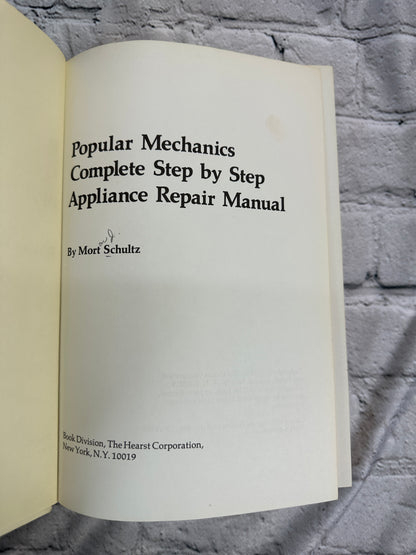 Popular Mechanics
Complete Step by Step
Appliance Repair Manual
By Mort Schultz
Book Division, The Hearst Corporation,
New York, N.Y. 10019